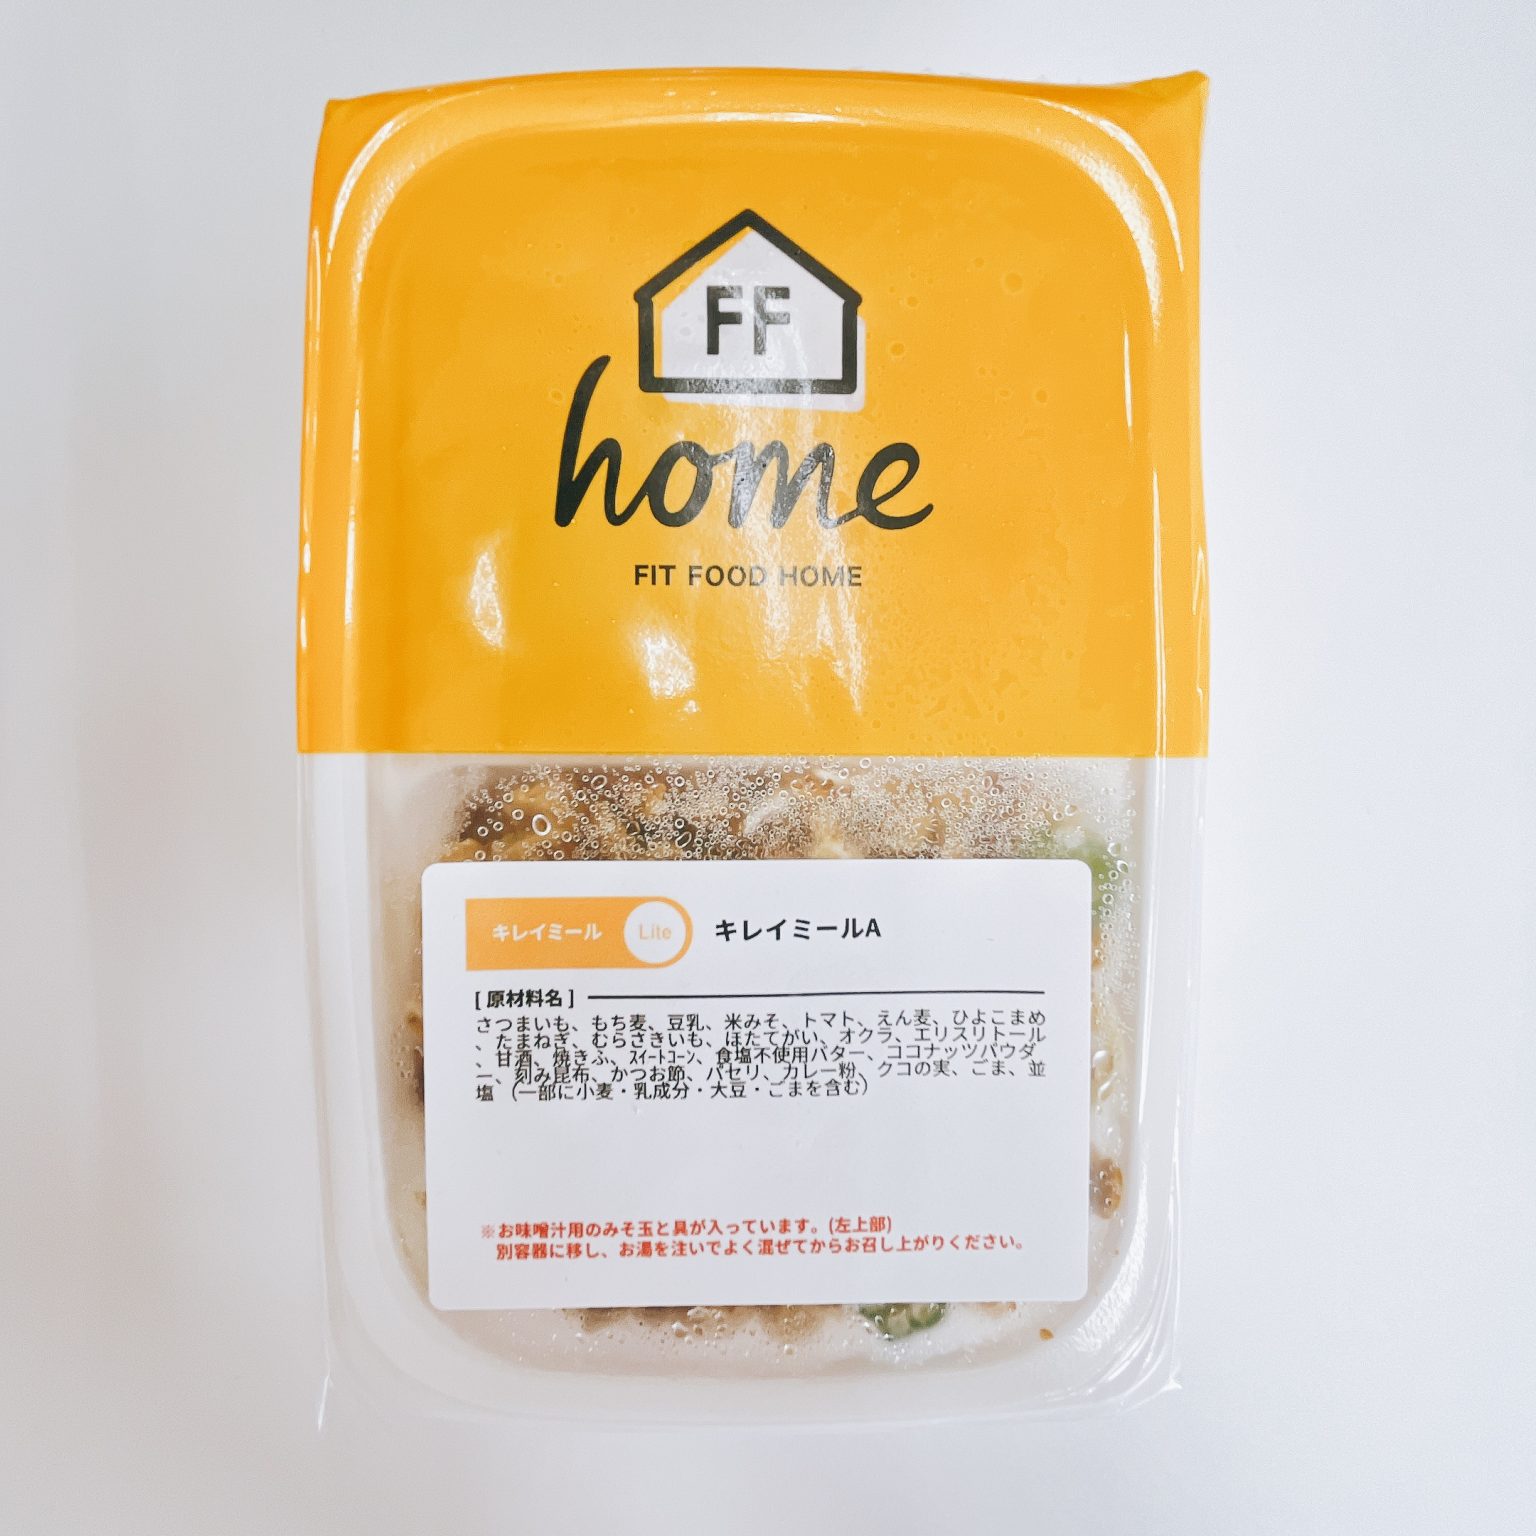 FF
home
FIT FOOD HOME
キレイミール Lite キレイミールA
[ 原材料名 ]
さつまいも、もち麦、豆乳、米みそ、トマト、えん麦、ひよこまめ
、たまねぎ、むらさきいも、ほたてがい、オクラ、エリスリトール
、甘酒、焼きふ、ｽｲｰﾄｺｰﾝ、食塩不使用バター、ココナッツパウダ
ー、刻み昆布、かつお節、パセリ、カレー粉、クコの実、ごま、並
塩 （一部に小麦・乳成分・大豆・ごまを含む）
※お味噌汁用のみそ玉と具が入っています。(左上部)
別容器に移し、お湯を注いでよく混ぜてからお召し上がりください。